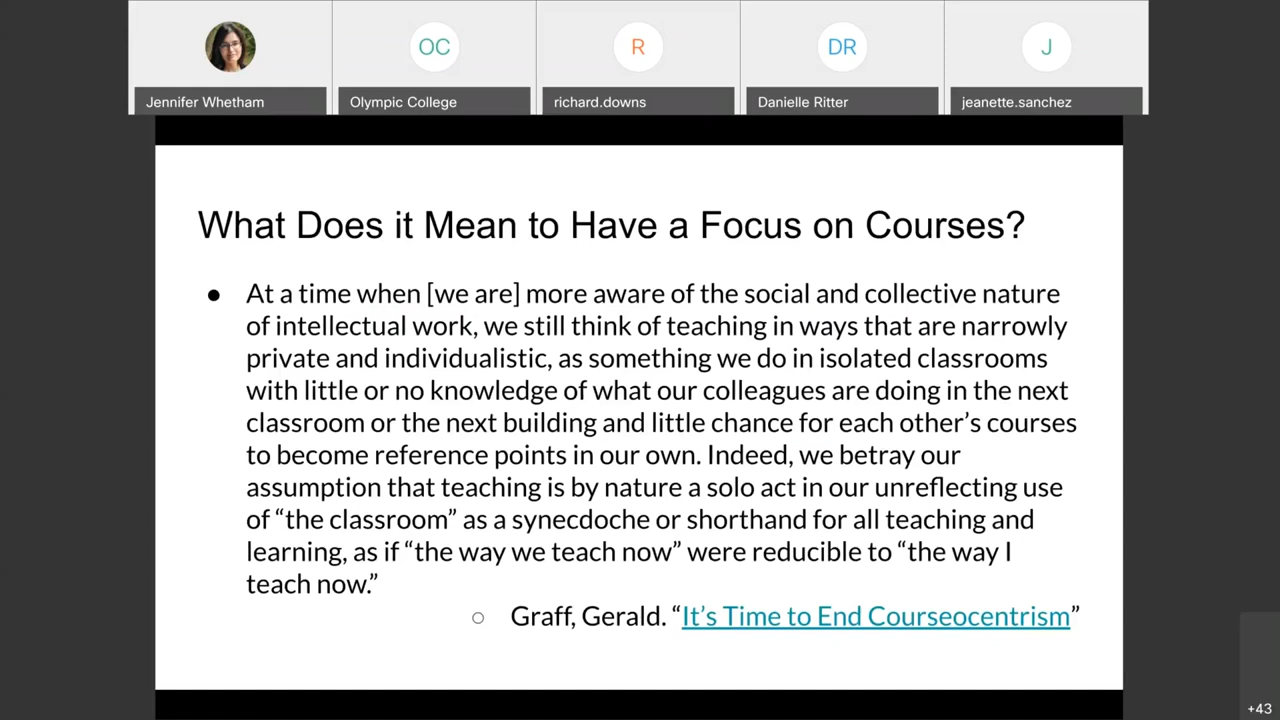 OC
R
DR
J
Jennifer Whetham
Olympic College
richard.downs
Danielle Ritter
jeanette.sanchez
What Does it Mean to Have a Focus on Courses?
● At a time when [we are] more aware of the social and collective nature
of intellectual work, we still think of teaching in ways that are narrowly
private and individualistic, as something we do in isolated classrooms
with little or no knowledge of what our colleagues are doing in the next
classroom or the next building and little chance for each other’s courses
to become reference points in our own. Indeed, we betray our
assumption that teaching is by nature a solo act in our unreflecting use
of “the classroom” as a synecdoche or shorthand for all teaching and
learning, as if “the way we teach now” were reducible to “the way I
teach now.”
○ Graff, Gerald. “It’s Time to End Courseocentrism”
+43